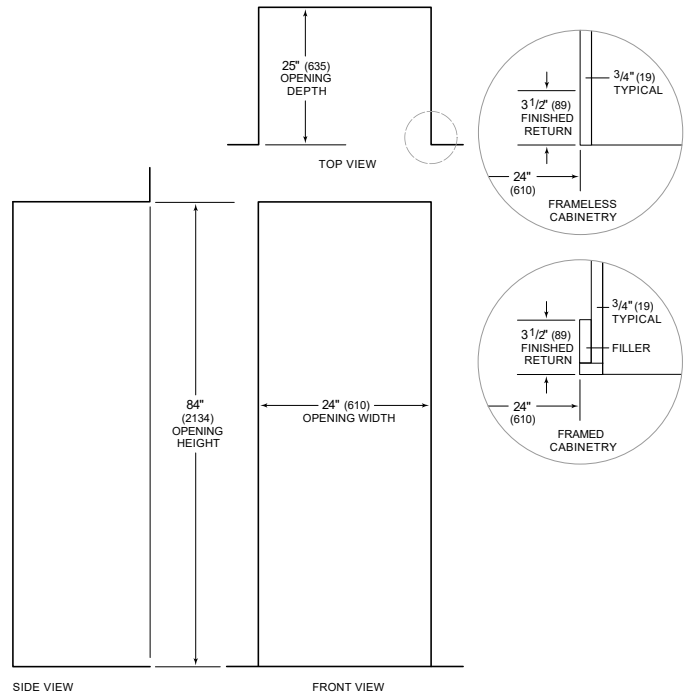 25" (635)
OPENING
DEPTH
TOP VIEW
3/4" (19)
TYPICAL
3 1/2" (89)
FINISHED
RETURN
24"
(610)
FRAMELESS
CABINETRY
3/4" (19)
TYPICAL
3 1/2" (89)
FINISHED
RETURN
FILLER
24"
(610)
FRAMED
CABINETRY
84"
(2134)
OPENING
HEIGHT
24" (610)
OPENING WIDTH
SIDE VIEW
FRONT VIEW